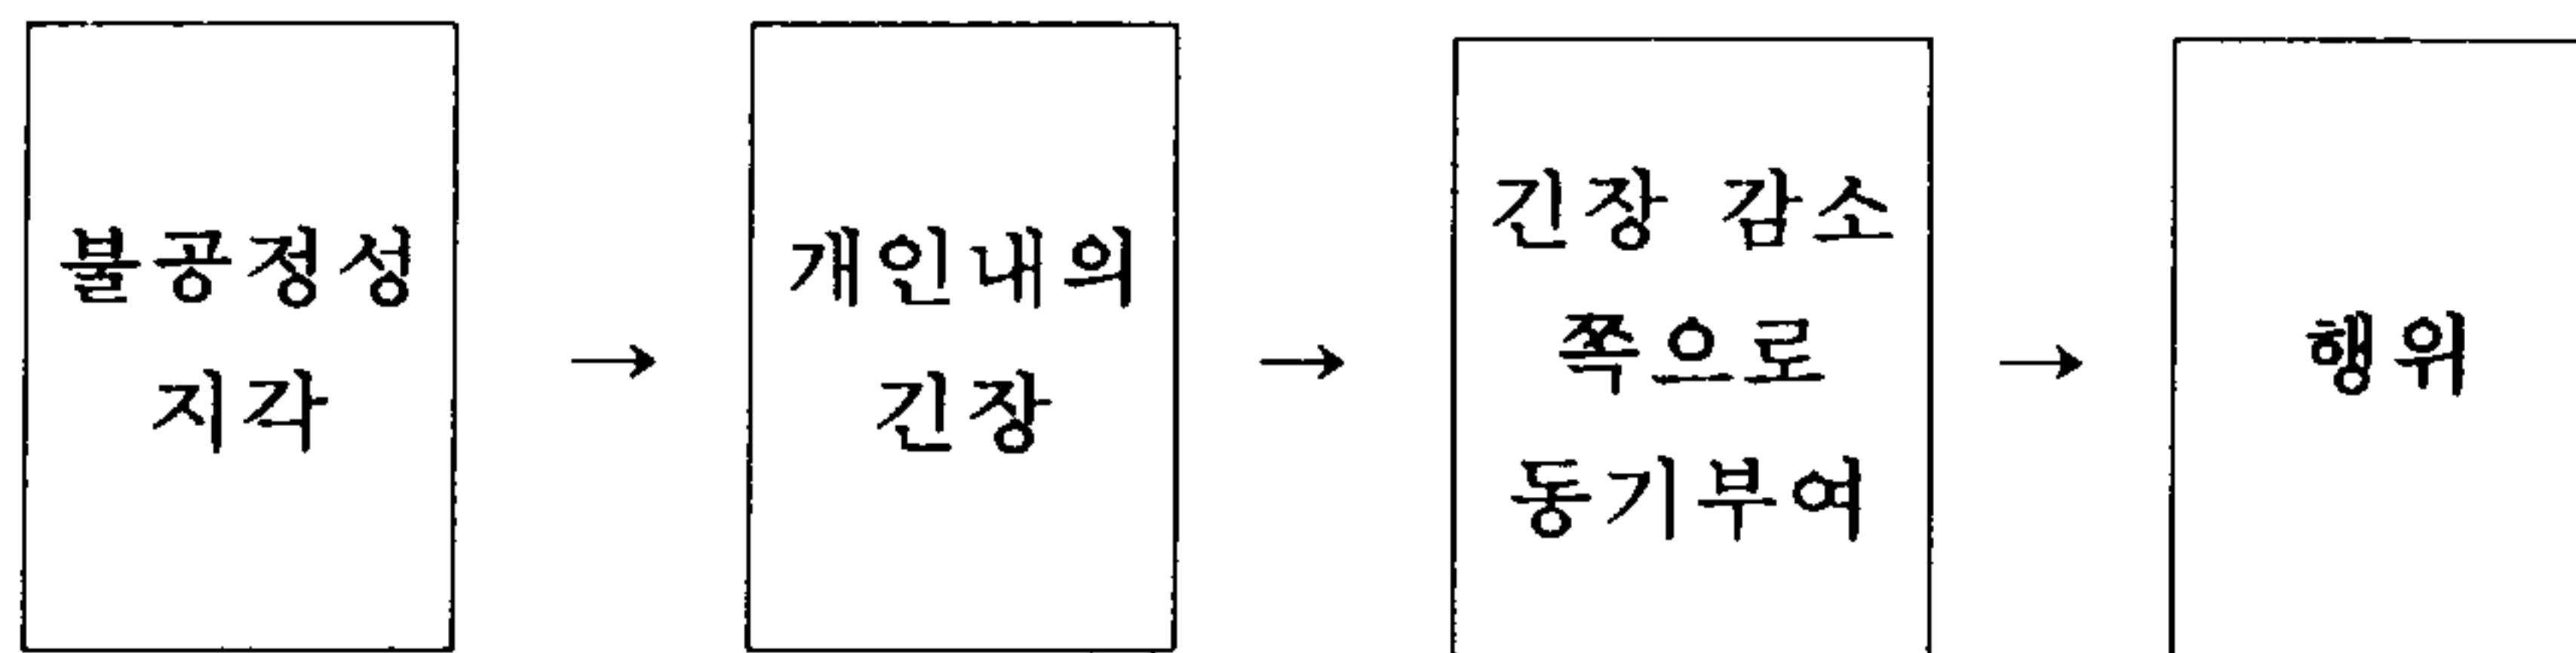 불공정성
지각
→
개인내의
긴장
→
긴장 감소
쪽으로
동기부여
→
행위